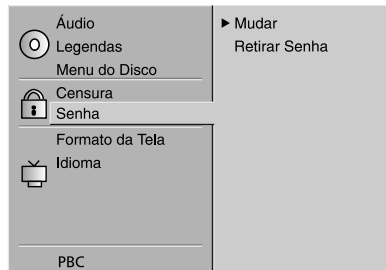 Áudio
Legendas
Menu do Disco
Censura
Senha
Formato da Tela
Idioma
PBC
Mudar
Retirar Senha